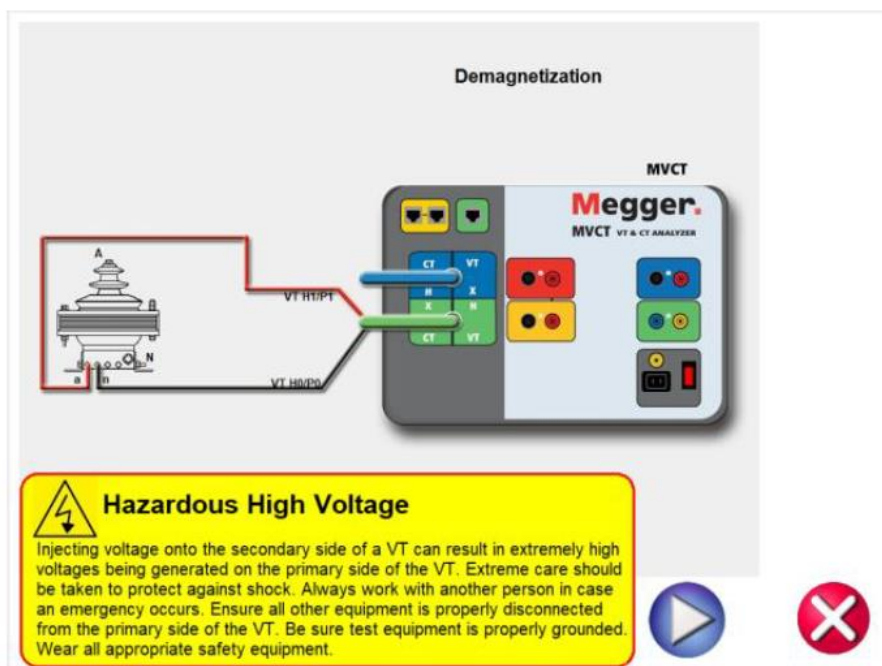 Demagnetization
MVCT
Megger.
MVCT VT & CT ANALYZER
A
CT VT
H X
VT H1/P1
X H
CT VT
N
a n
VT H0/P0
Hazardous High Voltage
Injecting voltage onto the secondary side of a VT can result in extremely high
voltages being generated on the primary side of the VT. Extreme care should
be taken to protect against shock. Always work with another person in case
an emergency occurs. Ensure all other equipment is properly disconnected
from the primary side of the VT. Be sure test equipment is properly grounded.
Wear all appropriate safety equipment.